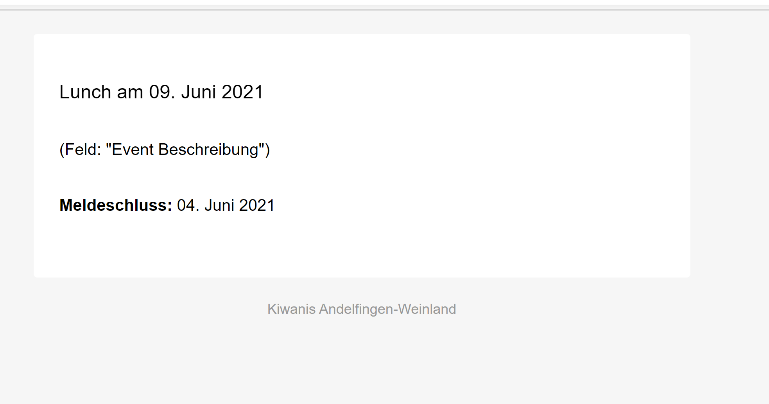 Lunch am 09. Juni 2021
(Feld: "Event Beschreibung")
Meldeschluss: 04. Juni 2021
Kiwanis Andelfingen-Weinland